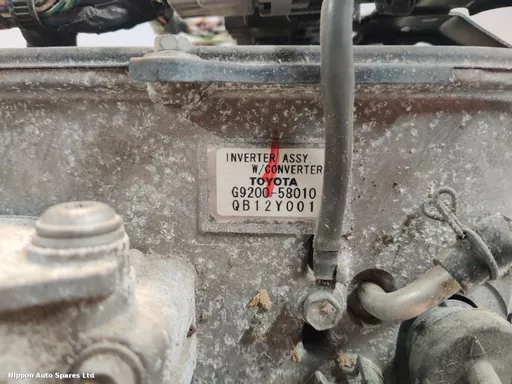 INVERTER ASSY.
W/CONVERTER
TOYOTA
G9200-58010
QB12Y001
Nippon Auto Spares Ltd